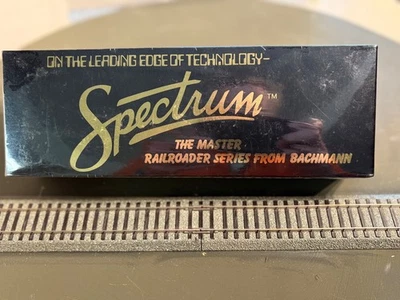 ON THE LEADING EDGE OF TECHNOLOGY-
Spectrum™
THE MASTER
RAILROADER SERIES FROM BACHMANN